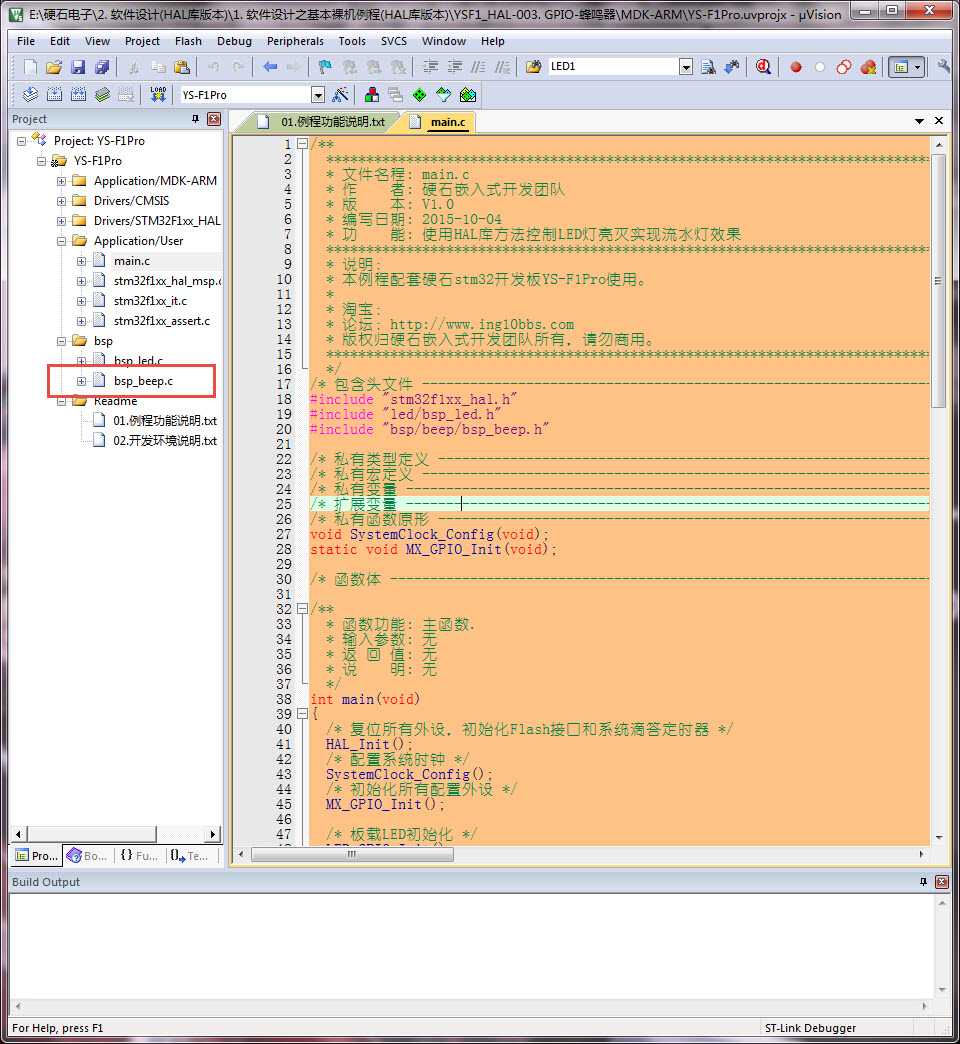 E:\硬石电子\2. 软件设计(HAL库版本)\1. 软件设计之基本裸机例程(HAL库版本)\YSF1_HAL-003. GPIO-蜂鸣器\MDK-ARM\YS-F1Pro.uvprojx - µVision
File Edit View Project Flash Debug Peripherals Tools SVCS Window Help
LED1
LOAD YS-F1Pro
Project
01.例程功能说明.txt main.c
Project: YS-F1Pro
YS-F1Pro
Application/MDK-ARM
Drivers/CMSIS
Drivers/STM32F1xx_HAL
Application/User
main.c
stm32f1xx_hal_msp.c
stm32f1xx_it.c
stm32f1xx_assert.c
bsp
bsp_led.c
bsp_beep.c
Readme
01.例程功能说明.txt
02.开发环境说明.txt
Pro... Bo... {} Fu... Te...
1 /**
2 ******************************************************************************
3 * 文件名程: main.c
4 * 作 者: 硬石嵌入式开发团队
5 * 版 本: V1.0
6 * 编写日期: 2015-10-04
7 * 功 能: 使用HAL库方法控制LED灯亮灭实现流水灯效果
8 ******************************************************************************
9 * 说明:
10 * 本例程配套硬石stm32开发板YS-F1Pro使用。
11 *
12 * 淘宝:
13 * 论坛: http://www.ing10bbs.com
14 * 版权归硬石嵌入式开发团队所有，请勿商用。
15 ******************************************************************************
16 */
17 /* 包含头文件 ----------------------------------------------------------------
18 #include "stm32f1xx_hal.h"
19 #include "led/bsp_led.h"
20 #include "bsp/beep/bsp_beep.h"
21
22 /* 私有类型定义 --------------------------------------------------------------
23 /* 私有宏定义 ----------------------------------------------------------------
24 /* 私有变量 ------------------------------------------------------------------
25 /* 扩展变量 ------------------------------------------------------------------
26 /* 私有函数原形 --------------------------------------------------------------
27 void SystemClock_Config(void);
28 static void MX_GPIO_Init(void);
29
30 /* 函数体 --------------------------------------------------------------------
31
32 /**
33 * 函数功能: 主函数.
34 * 输入参数: 无
35 * 返 回 值: 无
36 * 说 明: 无
37 */
38 int main(void)
39 {
40 /* 复位所有外设，初始化Flash接口和系统滴答定时器 */
41 HAL_Init();
42 /* 配置系统时钟 */
43 SystemClock_Config();
44 /* 初始化所有配置外设 */
45 MX_GPIO_Init();
46
47 /* 板载LED初始化 */
Build Output
For Help, press F1 ST-Link Debugger